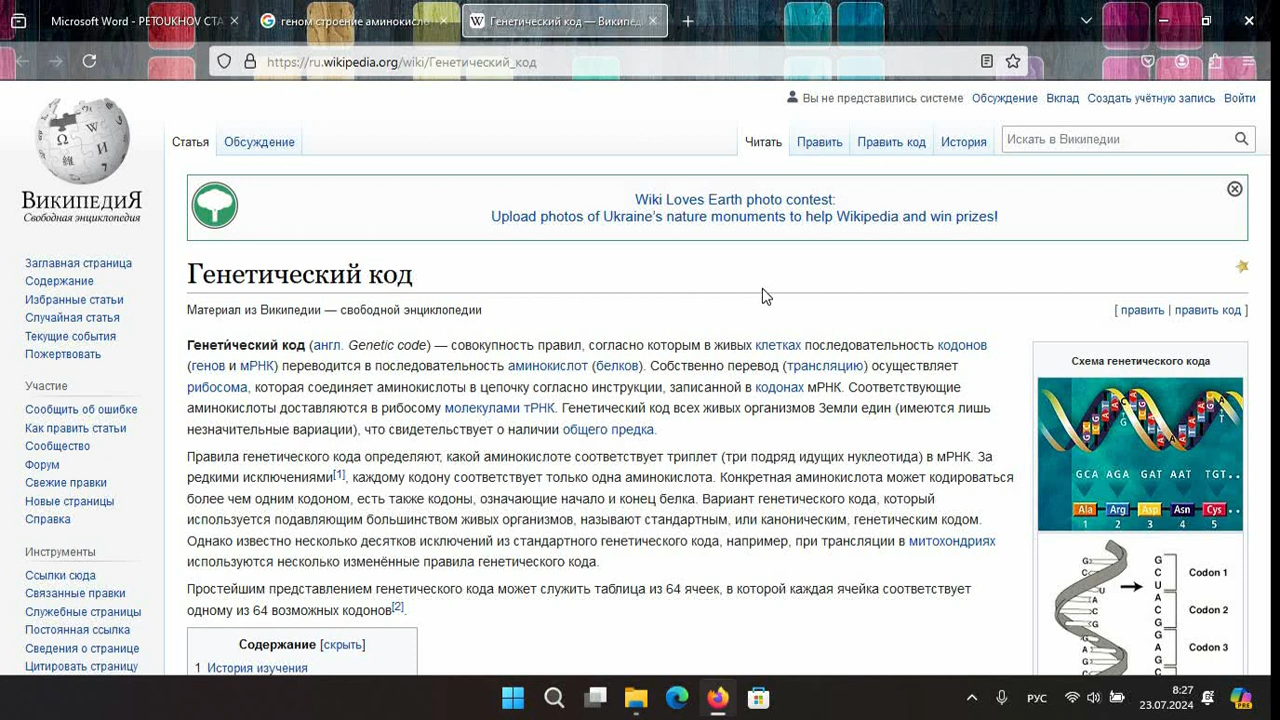 Microsoft Word - PETOUKHOV СТА
геном строение аминокисло
Генетический код — Википед
https://ru.wikipedia.org/wiki/Генетический_код
Вы не представились системе Обсуждение Вклад Создать учётную запись Войти
Статья Обсуждение Читать Править Править код История Искать в Википедии
ВИКИПЕДИЯ
Свободная энциклопедия
Wiki Loves Earth photo contest:
Upload photos of Ukraine's nature monuments to help Wikipedia and win prizes!
Заглавная страница
Содержание
Избранные статьи
Случайная статья
Текущие события
Пожертвовать
Участие
Сообщить об ошибке
Как править статьи
Сообщество
Форум
Свежие правки
Новые страницы
Справка
Инструменты
Ссылки сюда
Связанные правки
Служебные страницы
Постоянная ссылка
Сведения о странице
Цитировать страницу
Генетический код
Материал из Википедии — свободной энциклопедии [ править | править код ]
Генети́ческий код (англ. Genetic code) — совокупность правил, согласно которым в живых клетках последовательность кодонов
(генов и мРНК) переводится в последовательность аминокислот (белков). Собственно перевод (трансляцию) осуществляет
рибосома, которая соединяет аминокислоты в цепочку согласно инструкции, записанной в кодонах мРНК. Соответствующие
аминокислоты доставляются в рибосому молекулами тРНК. Генетический код всех живых организмов Земли един (имеются лишь
незначительные вариации), что свидетельствует о наличии общего предка.
Правила генетического кода определяют, какой аминокислоте соответствует триплет (три подряд идущих нуклеотида) в мРНК. За
редкими исключениями[1], каждому кодону соответствует только одна аминокислота. Конкретная аминокислота может кодироваться
более чем одним кодоном, есть также кодоны, означающие начало и конец белка. Вариант генетического кода, который
используется подавляющим большинством живых организмов, называют стандартным, или каноническим, генетическим кодом.
Однако известно несколько десятков исключений из стандартного генетического кода, например, при трансляции в митохондриях
используются несколько изменённые правила генетического кода.
Простейшим представлением генетического кода может служить таблица из 64 ячеек, в которой каждая ячейка соответствует
одному из 64 возможных кодонов[2].
Содержание [скрыть]
1 История изучения
Схема генетического кода
GCA AGA GAT AAT TGT..
Ala Arg Asp Asn Cys ..
1 2 3 4 5
Codon 1
Codon 2
Codon 3
G
C
U
A
C
G
G
A
G
РУС
8:27
23.07.2024
PRE